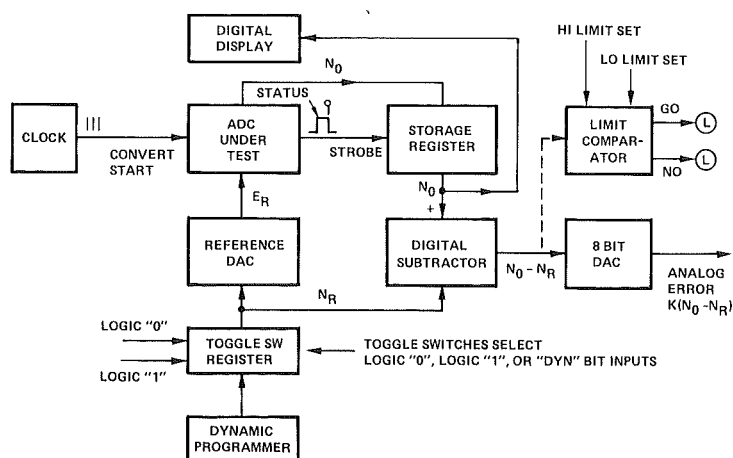 DIGITAL
DISPLAY
HI LIMIT SET
LO LIMIT SET
N0
STATUS
CLOCK
CONVERT
START
ADC
UNDER
TEST
STROBE
STORAGE
REGISTER
LIMIT
COMPAR-
ATOR
GO
L
NO
L
ER
N0
+
REFERENCE
DAC
DIGITAL
SUBTRACTOR
N0 – NR
8 BIT
DAC
ANALOG
ERROR
K(N0 –NR)
NR
LOGIC "0"
LOGIC "1"
TOGGLE SW
REGISTER
TOGGLE SWITCHES SELECT
LOGIC "0", LOGIC "1", OR "DYN" BIT INPUTS
DYNAMIC
PROGRAMMER